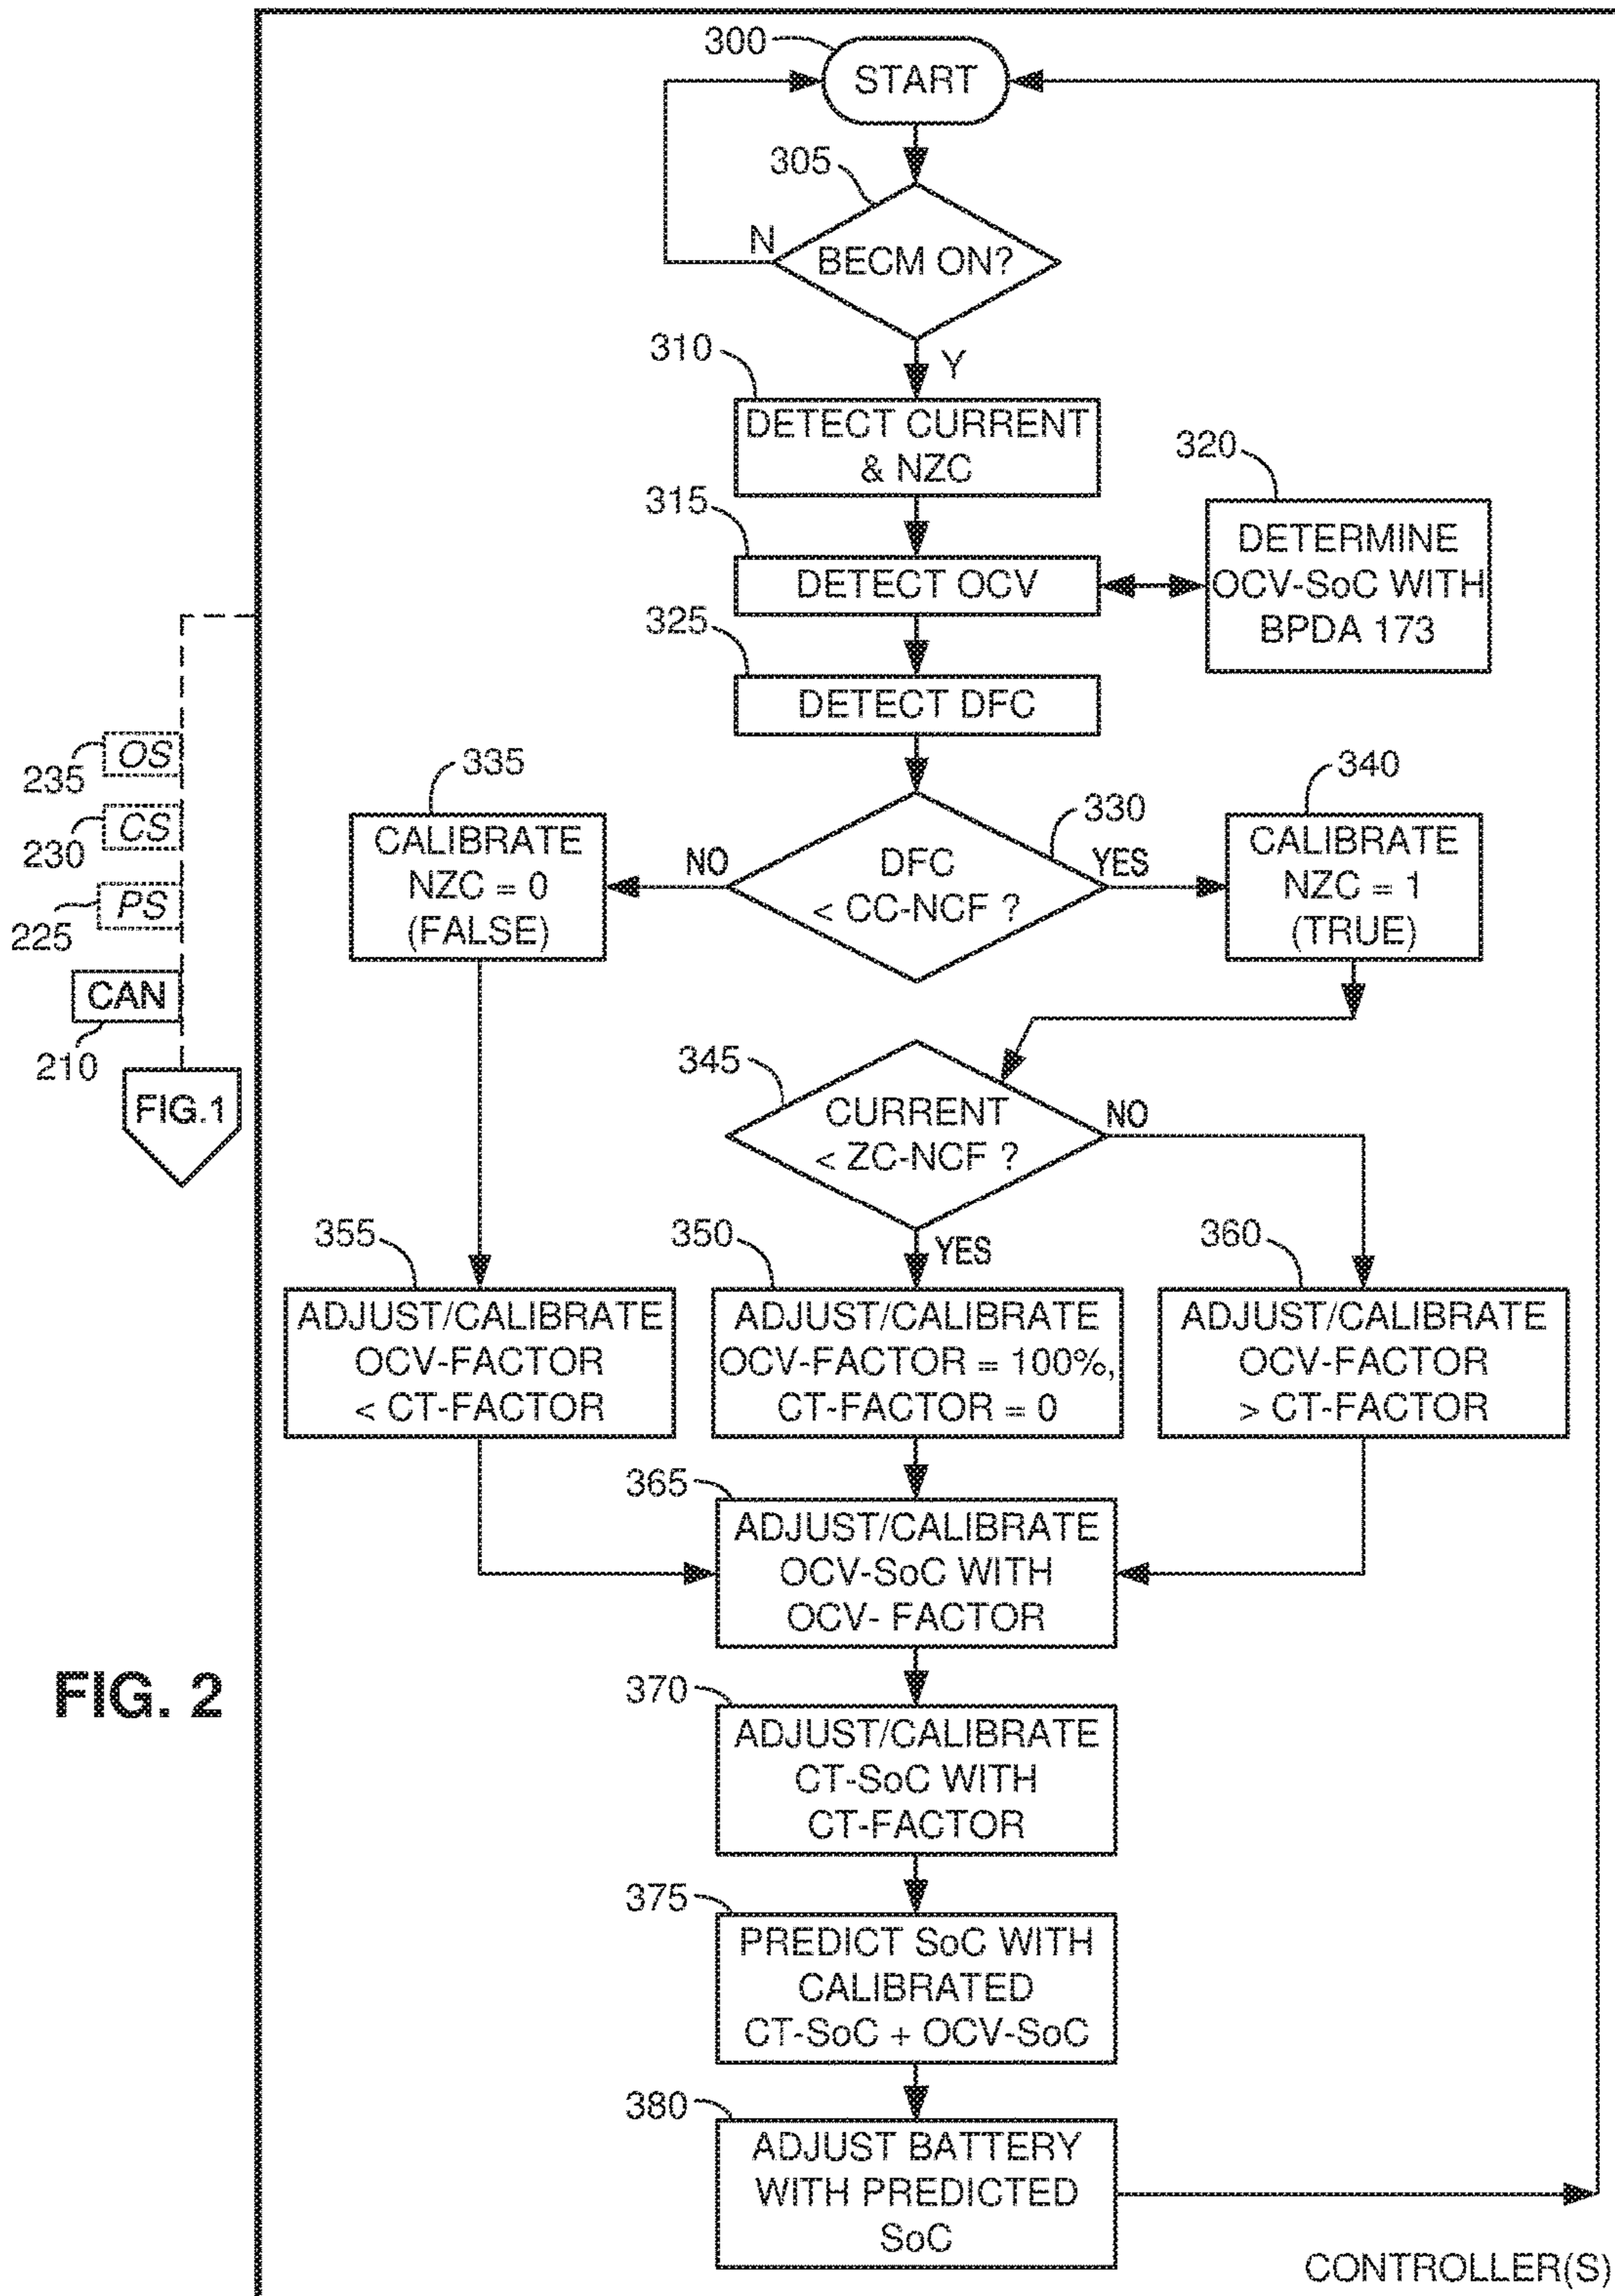 300
START
305
N
BECM ON?
Y
310
DETECT CURRENT
& NZC
315
DETECT OCV
320
DETERMINE
OCV-SoC WITH
BPDA 173
325
DETECT DFC
235
OS
230
CS
225
PS
CAN
210
FIG.1
335
CALIBRATE
NZC = 0
(FALSE)
NO
330
DFC
< CC-NCF ?
YES
340
CALIBRATE
NZC = 1
(TRUE)
345
CURRENT
< ZC-NCF ?
NO
YES
355
ADJUST/CALIBRATE
OCV-FACTOR
< CT-FACTOR
350
ADJUST/CALIBRATE
OCV-FACTOR = 100%,
CT-FACTOR = 0
360
ADJUST/CALIBRATE
OCV-FACTOR
> CT-FACTOR
365
ADJUST/CALIBRATE
OCV-SoC WITH
OCV- FACTOR
FIG. 2
370
ADJUST/CALIBRATE
CT-SoC WITH
CT-FACTOR
375
PREDICT SoC WITH
CALIBRATED
CT-SoC + OCV-SoC
380
ADJUST BATTERY
WITH PREDICTED
SoC
CONTROLLER(S)